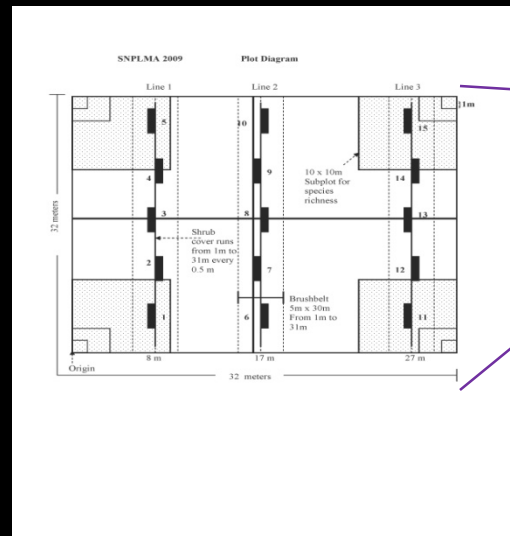 SNPLMA 2009 Plot Diagram
Line 1 Line 2 Line 3
1m
5 10 15
4 9 14
10 x 10m
Subplot for
species
richness
32 meters
3 8 13
Shrub
cover runs
from 1m to
31m every
0.5 m
2 7 12
Brushbelt
5m x 30m
From 1m to
31m
1 6 11
8 m 17 m 27 m
Origin
32 meters